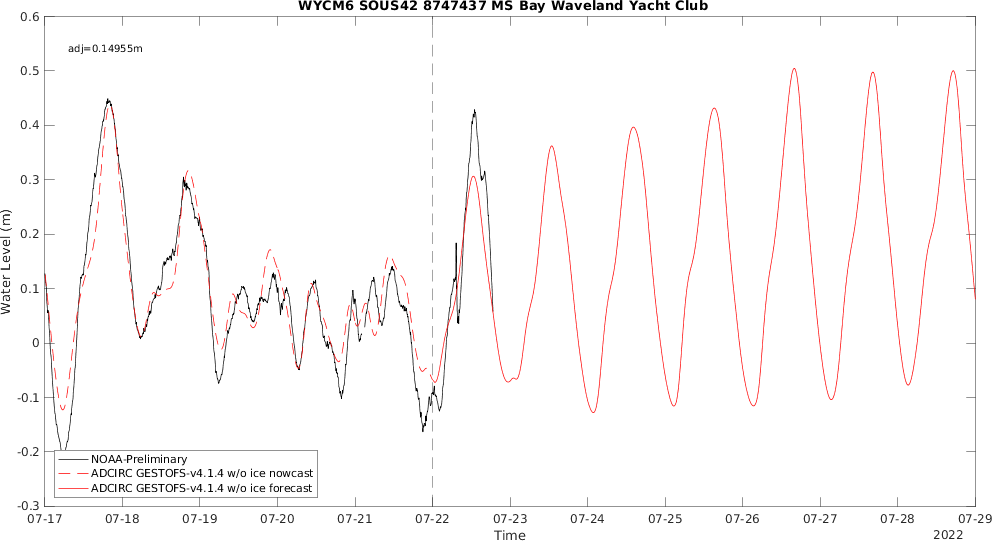 WYCM6 SOUS42 8747437 MS Bay Waveland Yacht Club
adj=0.14955m
0.6
0.5
0.4
0.3
0.2
0.1
0
-0.1
-0.2
-0.3
Water Level (m)
NOAA-Preliminary
ADCIRC GESTOFS-v4.1.4 w/o ice nowcast
ADCIRC GESTOFS-v4.1.4 w/o ice forecast
07-17 07-18 07-19 07-20 07-21 07-22 07-23 07-24 07-25 07-26 07-27 07-28 07-29
Time
2022